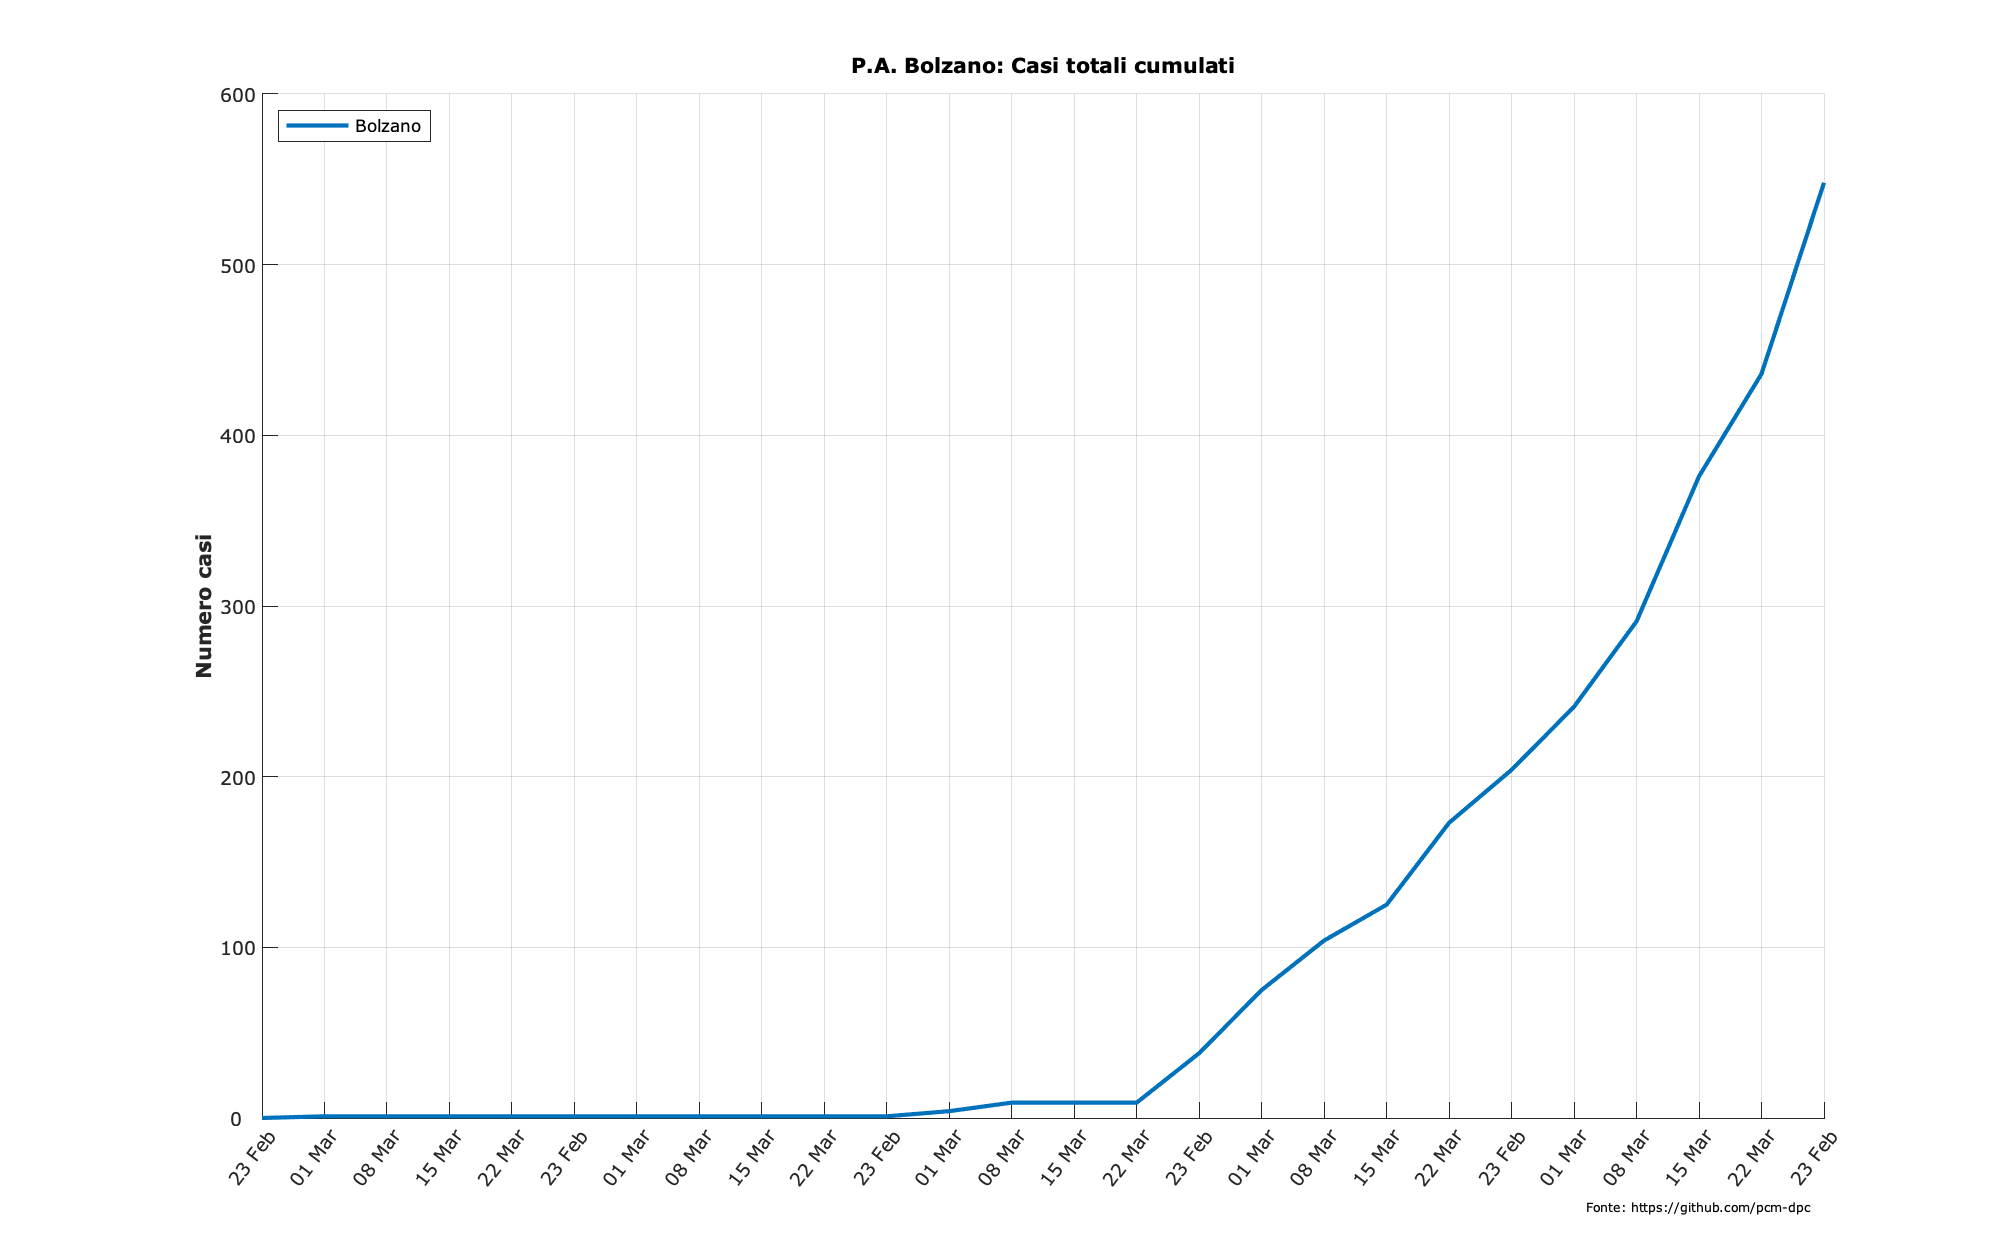 P.A. Bolzano: Casi totali cumulati
Bolzano
600
500
400
300
200
100
0
Numero casi
23 Feb
01 Mar
08 Mar
15 Mar
22 Mar
23 Feb
01 Mar
08 Mar
15 Mar
22 Mar
23 Feb
01 Mar
08 Mar
15 Mar
22 Mar
23 Feb
01 Mar
08 Mar
15 Mar
22 Mar
23 Feb
01 Mar
08 Mar
15 Mar
22 Mar
23 Feb
Fonte: https://github.com/pcm-dpc